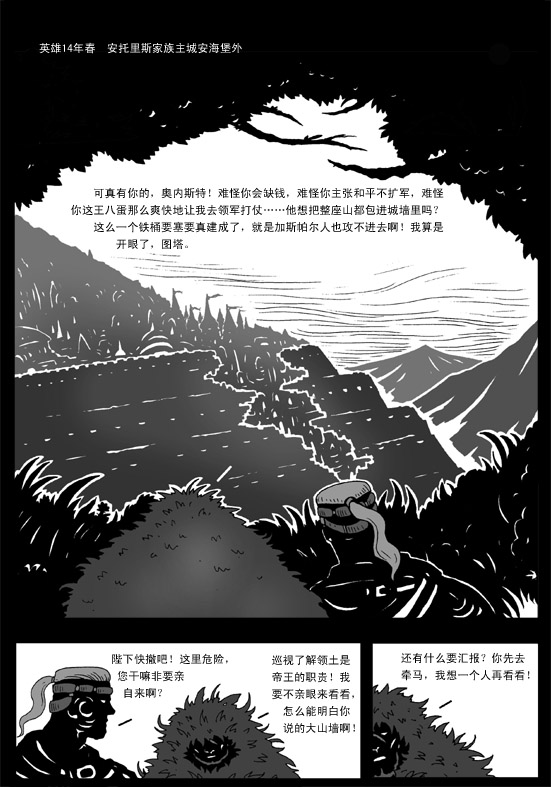 英雄14年春　安托里斯家族主城安海堡外
可真有你的，奥内斯特！难怪你会缺钱，难怪你主张和平不扩军，难怪
你这王八蛋那么爽快地让我去领军打仗……他想把整座山都包进城墙里吗？
这么一个铁桶要塞要真建成了，就是加斯帕尔人也攻不进去啊！我算是
开眼了，图塔。
陛下快撤吧！这里危险，
您干嘛非要亲
自来啊？
巡视了解领土是
帝王的职责！我
要不亲眼来看看，
怎么能明白你
说的大山墙啊！
还有什么要汇报？你先去
牵马，我想一个人再看看！